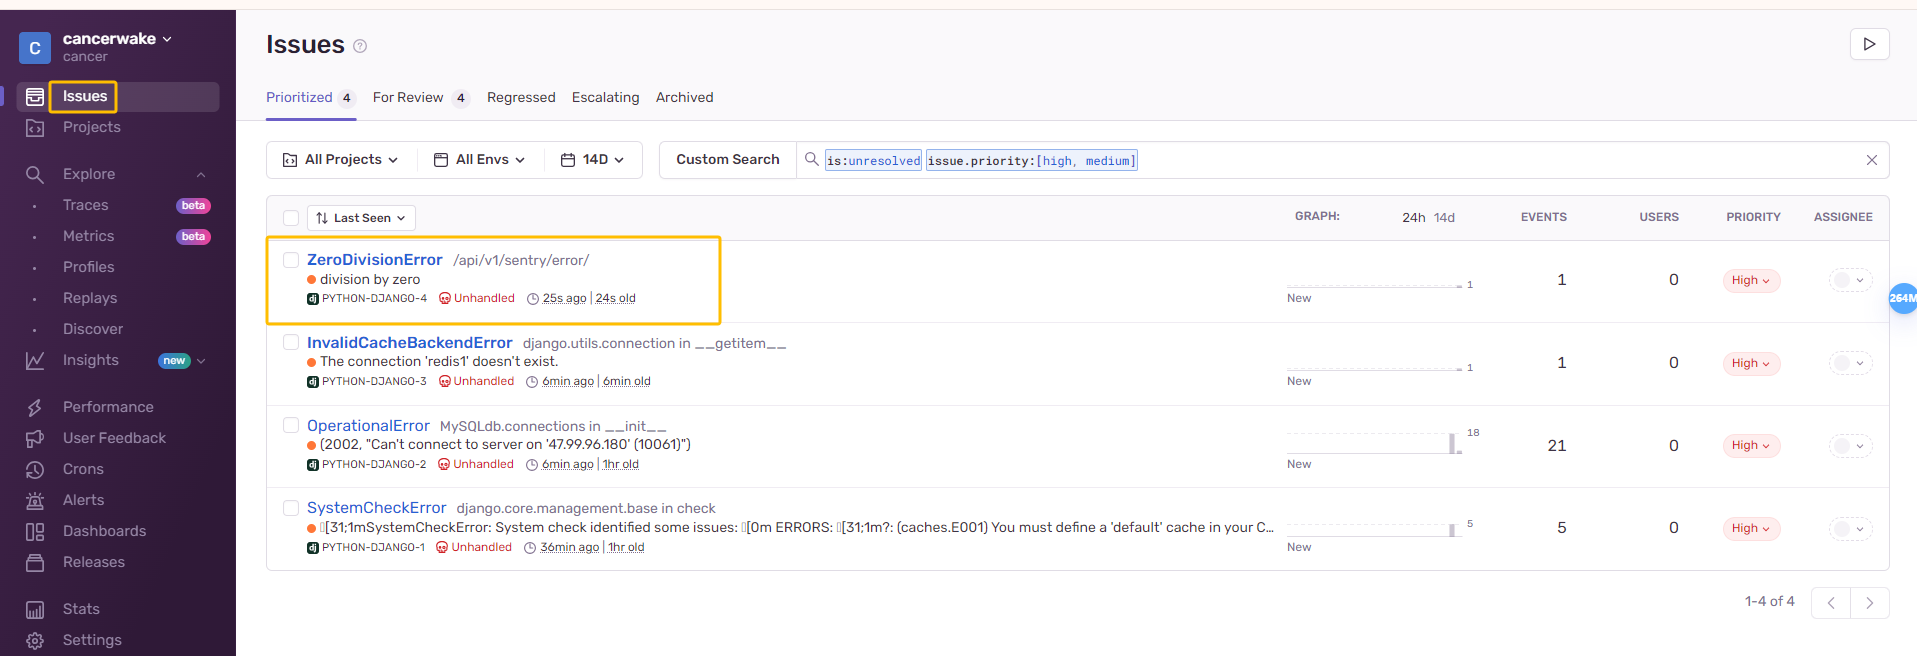 C
cancerwake
cancer
Issues
Projects
Explore
Traces beta
Metrics beta
Profiles
Replays
Discover
Insights new
Performance
User Feedback
Crons
Alerts
Dashboards
Releases
Stats
Settings
Issues ?
Prioritized 4 For Review 4 Regressed Escalating Archived
All Projects All Envs 14D Custom Search is:unresolved issue.priority:[high, medium]
Last Seen GRAPH: 24h 14d EVENTS USERS PRIORITY ASSIGNEE
ZeroDivisionError /api/v1/sentry/error/
division by zero
dj PYTHON-DJANGO-4 Unhandled 25s ago | 24s old
1
New
1 0 High
InvalidCacheBackendError django.utils.connection in __getitem__
The connection 'redis1' doesn't exist.
dj PYTHON-DJANGO-3 Unhandled 6min ago | 6min old
1
New
1 0 High
OperationalError MySQLdb.connections in __init__
(2002, "Can't connect to server on '47.99.96.180' (10061)")
dj PYTHON-DJANGO-2 Unhandled 6min ago | 1hr old
18
New
21 0 High
SystemCheckError django.core.management.base in check
▯[31;1mSystemCheckError: System check identified some issues: ▯[0m ERRORS: ▯[31;1m?: (caches.E001) You must define a 'default' cache in your C...
dj PYTHON-DJANGO-1 Unhandled 36min ago | 1hr old
5
New
5 0 High
1-4 of 4
264M